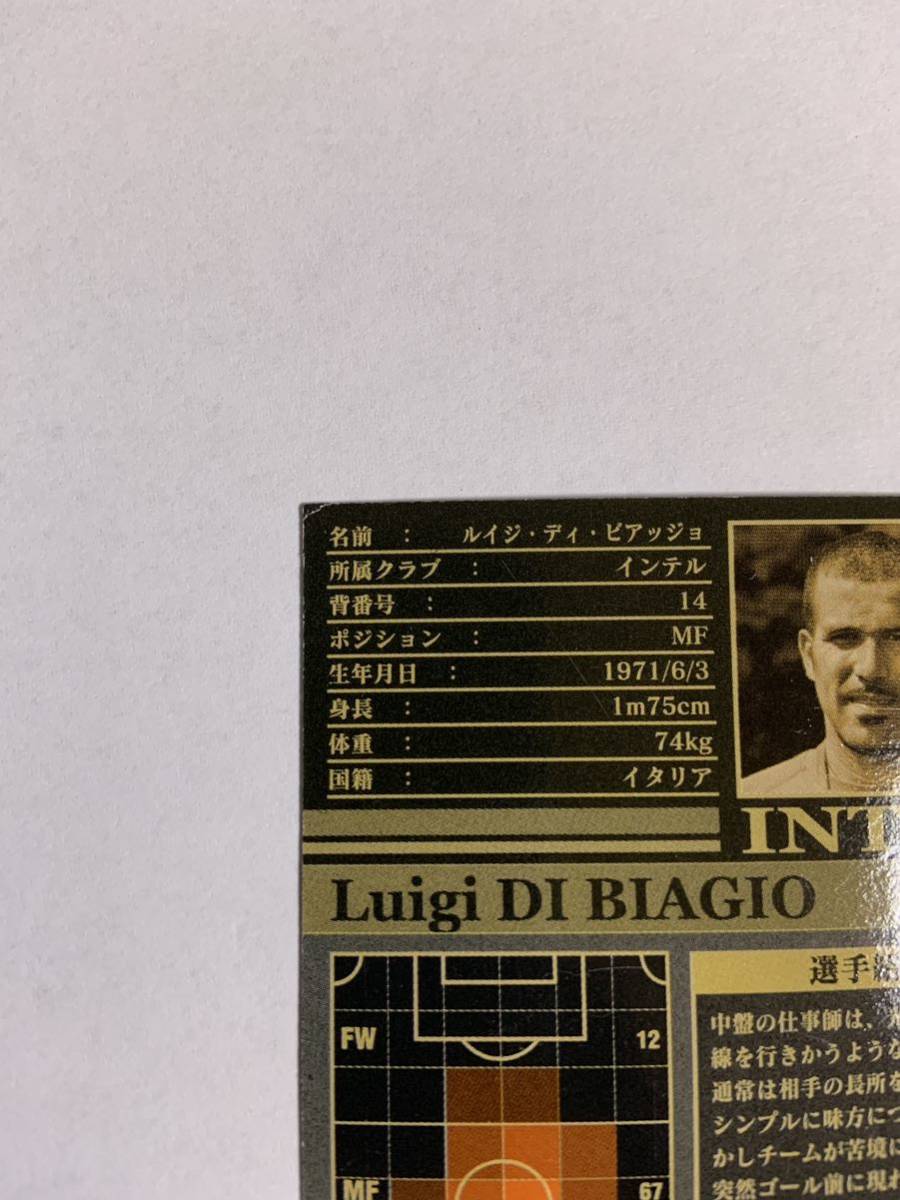 名前 : ルイジ・ディ・ビアッジョ
所属クラブ : インテル
背番号 : 14
ポジション : MF
生年月日 : 1971/6/3
身長 : 1m75cm
体重 : 74kg
国籍 : イタリア
INT
Luigi DI BIAGIO
FW 12
MF 67
選手
中盤の仕事師は、
線を行きかうような
通常は相手の長所を
シンプルに味方に
かしチームが苦境に
突然ゴール前に現れ